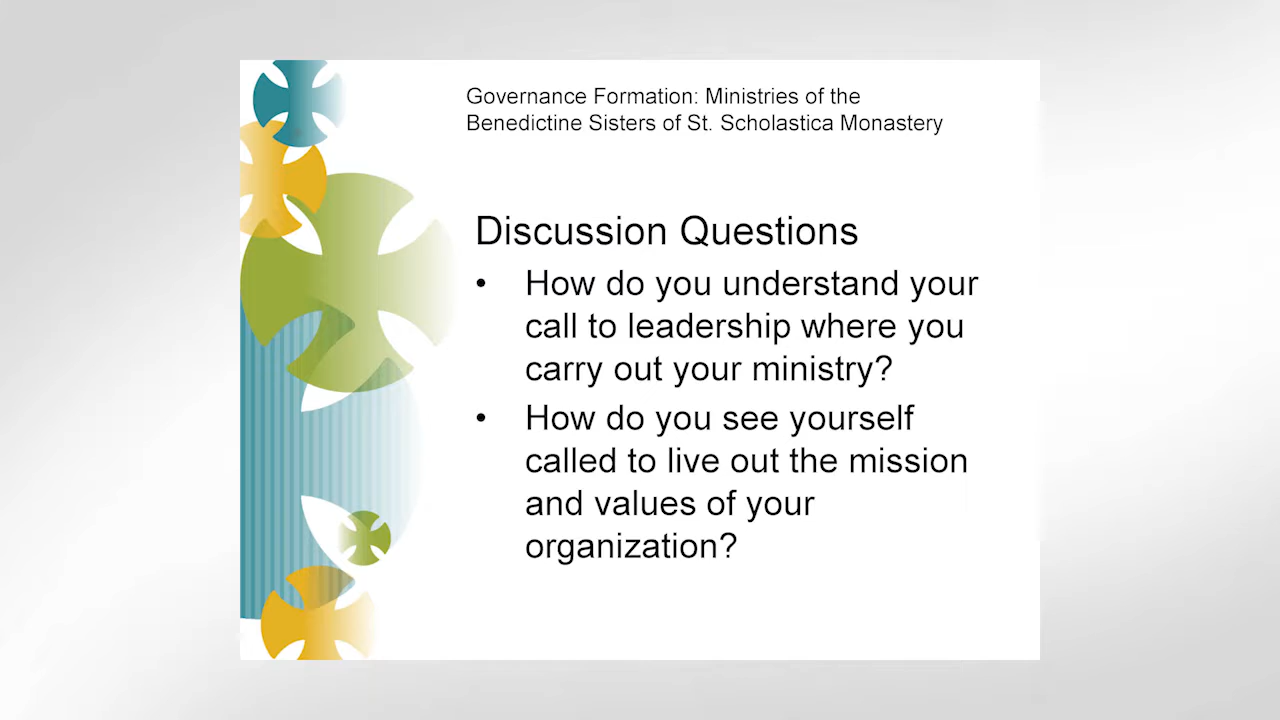 Governance Formation: Ministries of the
Benedictine Sisters of St. Scholastica Monastery
Discussion Questions
• How do you understand your
call to leadership where you
carry out your ministry?
• How do you see yourself
called to live out the mission
and values of your
organization?